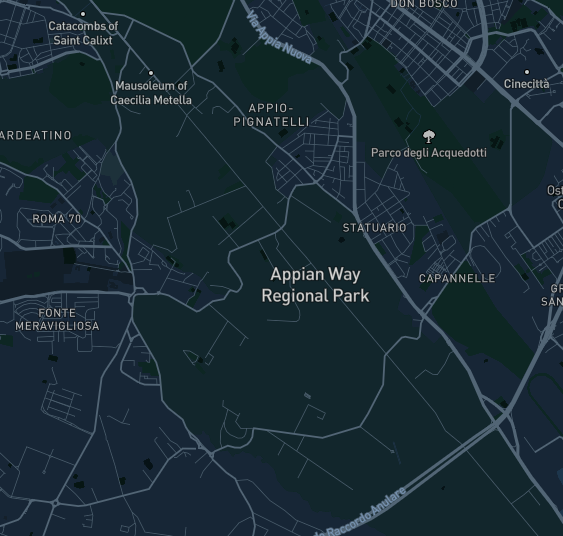 DON BOSCO
Catacombs of
Saint Calixt
Via Appia Nuova
Mausoleum of
Caecilia Metella
Cinecittà
APPIO-
PIGNATELLI
ARDEATINO
Parco degli Acquedotti
ROMA 70
STATUARIO
Appian Way
Regional Park
CAPANNELLE
FONTE
MERAVIGLIOSA
Raccordo Anulare